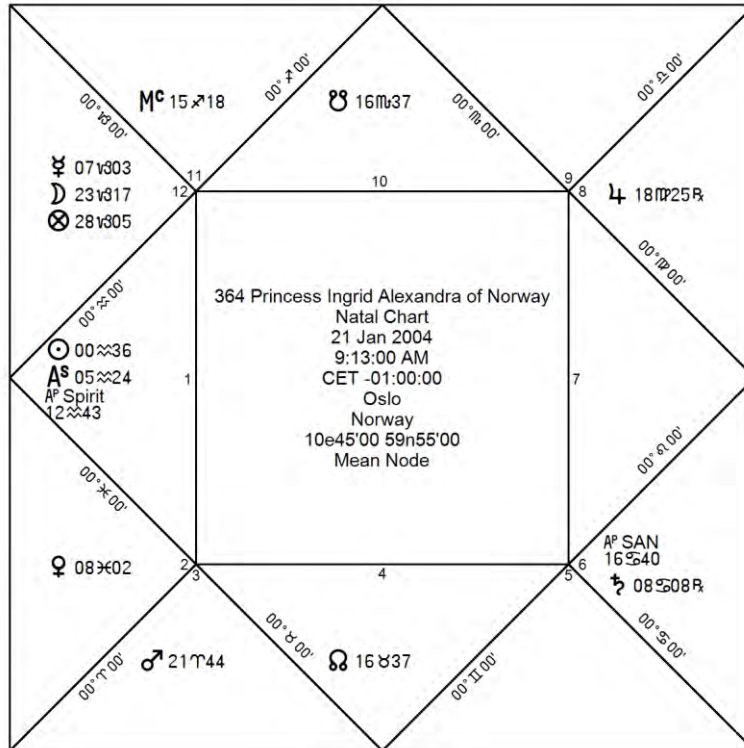 Mc 15♐18
00°♐00'
☋ 16♏37
00°♏00'
00°♎00'
00°♑00'
☿ 07♑03
☽ 23♑17
⊗ 28♑05
11
12
10
9
8
♃ 18♍25℞
00°♍00'
00°♒00'
364 Princess Ingrid Alexandra of Norway
Natal Chart
21 Jan 2004
9:13:00 AM
CET -01:00:00
Oslo
Norway
10e45'00 59n55'00
Mean Node
☉ 00♒36
As 05♒24
AP Spirit
12♒43
1
7
00°♓00'
00°♌00'
♀ 08♓02
2
3
4
5
6
AP SAN
16♋40
♄ 08♋08℞
00°♋00'
00°♈00'
♂ 21♈44
00°♉00'
☊ 16♉37
00°♊00'